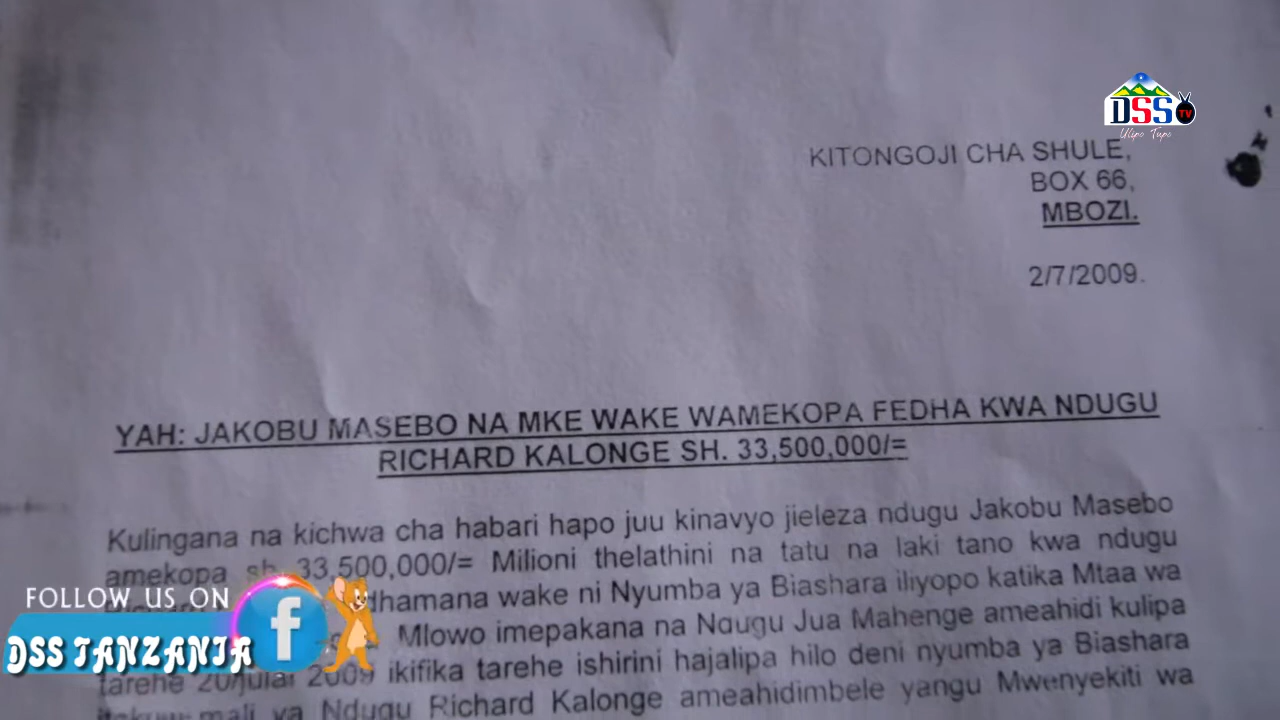 DSS TV
Ulipo Tupo
KITONGOJI CHA SHULE,
BOX 66,
MBOZI.
2/7/2009.
YAH: JAKOBU MASEBO NA MKE WAKE WAMEKOPA FEDHA KWA NDUGU
RICHARD KALONGE SH. 33,500,000/=
Kulingana na kichwa cha habari hapo juu kinavyo jieleza ndugu Jakobu Masebo
amekopa sh. 33,500,000/= Milioni thelathini na tatu na laki tano kwa ndugu
dhamana wake ni Nyumba ya Biashara iliyopo katika Mtaa wa
Mlowo imepakana na Ndugu Jua Mahenge ameahidi kulipa
tarehe 20/julai 2009 ikifika tarehe ishirini hajalipa hilo deni nyumba ya Biashara
mali ya Ndugu Richard Kalonge ameahidimbele yangu Mwenyekiti wa
FOLLOW US ON
f
DSS TANZANIA